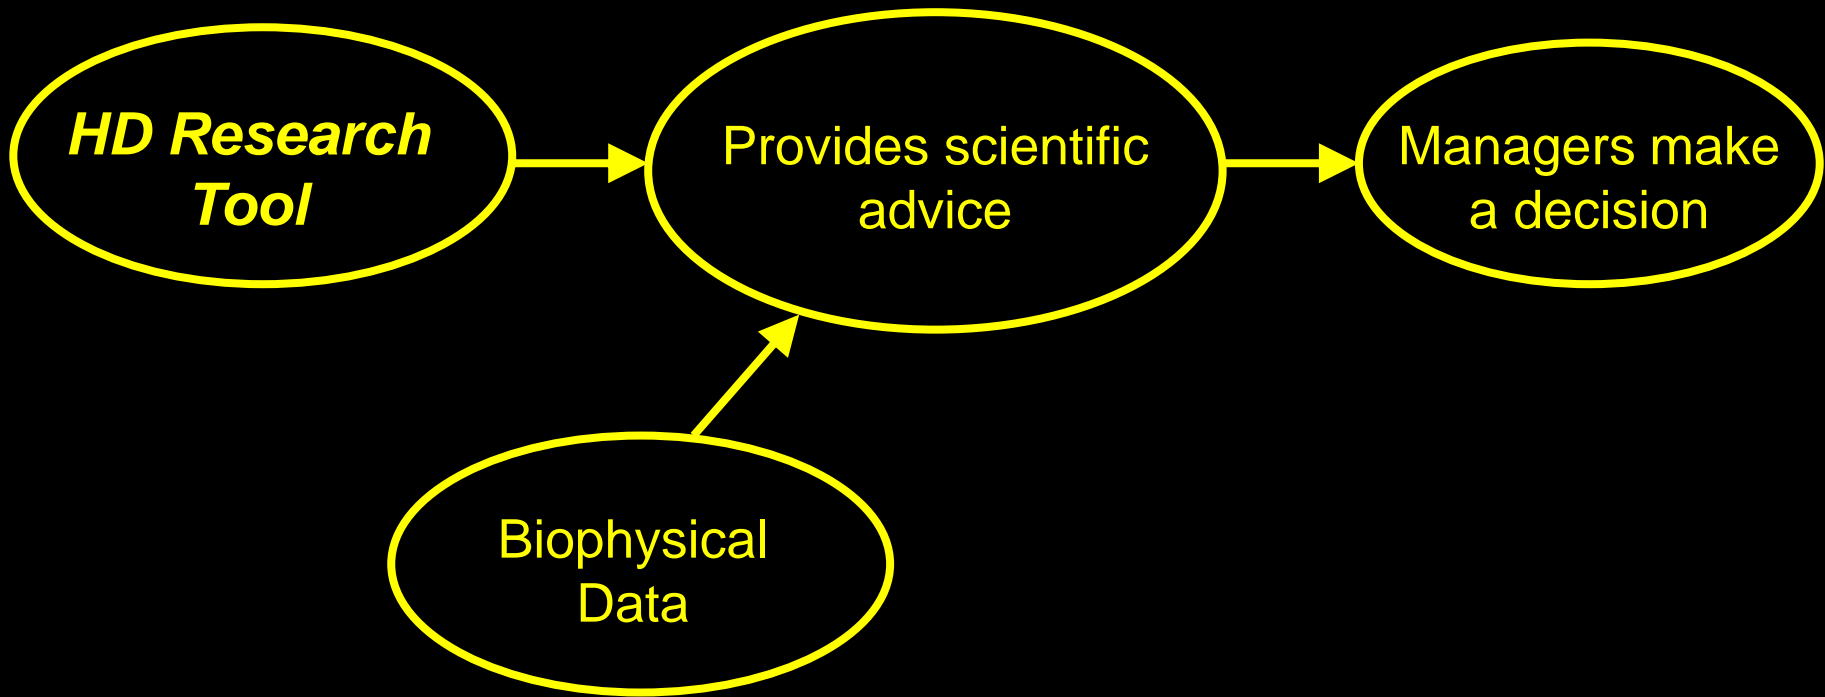 HD Research
Tool
Provides scientific
advice
Managers make
a decision
Biophysical
Data